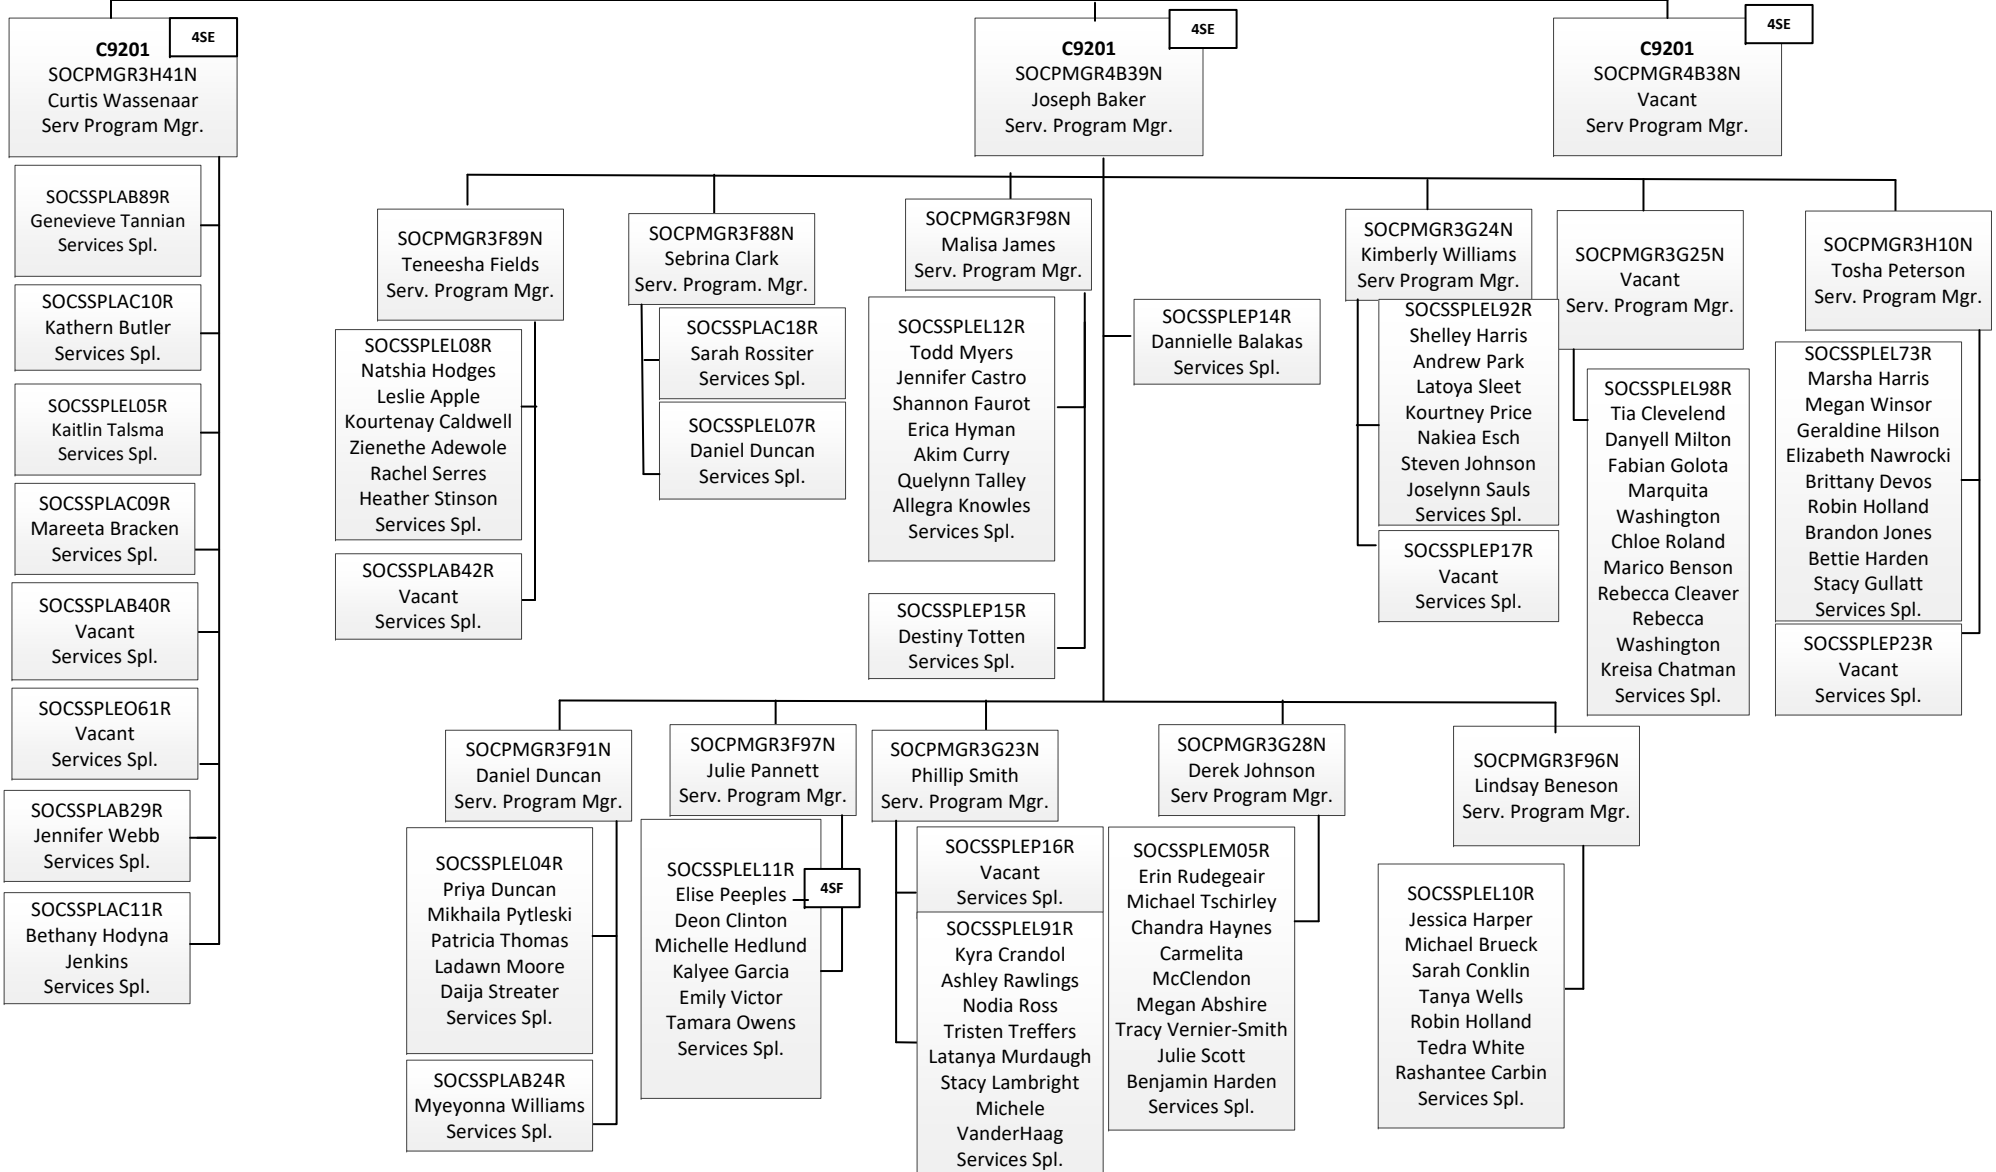 4SE
C9201
SOCPMGR3H41N
Curtis Wassenaar
Serv Program Mgr.
4SE
C9201
SOCPMGR4B39N
Joseph Baker
Serv. Program Mgr.
4SE
C9201
SOCPMGR4B38N
Vacant
Serv Program Mgr.
SOCSSPLAB89R
Genevieve Tannian
Services Spl.
SOCSSPLAC10R
Kathern Butler
Services Spl.
SOCSSPLEL05R
Kaitlin Talsma
Services Spl.
SOCSSPLAC09R
Mareeta Bracken
Services Spl.
SOCSSPLAB40R
Vacant
Services Spl.
SOCSSPLEO61R
Vacant
Services Spl.
SOCSSPLAB29R
Jennifer Webb
Services Spl.
SOCSSPLAC11R
Bethany Hodyna
Jenkins
Services Spl.
SOCPMGR3F89N
Teneesha Fields
Serv. Program Mgr.
SOCSSPLEL08R
Natshia Hodges
Leslie Apple
Kourtenay Caldwell
Zienethe Adewole
Rachel Serres
Heather Stinson
Services Spl.
SOCSSPLAB42R
Vacant
Services Spl.
SOCPMGR3F88N
Sebrina Clark
Serv. Program. Mgr.
SOCSSPLAC18R
Sarah Rossiter
Services Spl.
SOCSSPLEL07R
Daniel Duncan
Services Spl.
SOCPMGR3F98N
Malisa James
Serv. Program Mgr.
SOCSSPLEL12R
Todd Myers
Jennifer Castro
Shannon Faurot
Erica Hyman
Akim Curry
Quelynn Talley
Allegra Knowles
Services Spl.
SOCSSPLEP15R
Destiny Totten
Services Spl.
SOCSSPLEP14R
Dannielle Balakas
Services Spl.
SOCPMGR3G24N
Kimberly Williams
Serv Program Mgr.
SOCSSPLEL92R
Shelley Harris
Andrew Park
Latoya Sleet
Kourtney Price
Nakiea Esch
Steven Johnson
Joselynn Sauls
Services Spl.
SOCSSPLEP17R
Vacant
Services Spl.
SOCPMGR3G25N
Vacant
Serv. Program Mgr.
SOCSSPLEL98R
Tia Clevelend
Danyell Milton
Fabian Golota
Marquita
Washington
Chloe Roland
Marico Benson
Rebecca Cleaver
Rebecca
Washington
Kreisa Chatman
Services Spl.
SOCPMGR3H10N
Tosha Peterson
Serv. Program Mgr.
SOCSSPLEL73R
Marsha Harris
Megan Winsor
Geraldine Hilson
Elizabeth Nawrocki
Brittany Devos
Robin Holland
Brandon Jones
Bettie Harden
Stacy Gullatt
Services Spl.
SOCSSPLEP23R
Vacant
Services Spl.
SOCPMGR3F91N
Daniel Duncan
Serv. Program Mgr.
SOCSSPLEL04R
Priya Duncan
Mikhaila Pytleski
Patricia Thomas
Ladawn Moore
Daija Streater
Services Spl.
SOCSSPLAB24R
Myeyonna Williams
Services Spl.
SOCPMGR3F97N
Julie Pannett
Serv. Program Mgr.
SOCSSPLEL11R
Elise Peeples
Deon Clinton
Michelle Hedlund
Kalyee Garcia
Emily Victor
Tamara Owens
Services Spl.
4SF
SOCPMGR3G23N
Phillip Smith
Serv. Program Mgr.
SOCSSPLEP16R
Vacant
Services Spl.
SOCSSPLEL91R
Kyra Crandol
Ashley Rawlings
Nodia Ross
Tristen Treffers
Latanya Murdaugh
Stacy Lambright
Michele
VanderHaag
Services Spl.
SOCPMGR3G28N
Derek Johnson
Serv Program Mgr.
SOCSSPLEM05R
Erin Rudegeair
Michael Tschirley
Chandra Haynes
Carmelita
McClendon
Megan Abshire
Tracy Vernier-Smith
Julie Scott
Benjamin Harden
Services Spl.
SOCPMGR3F96N
Lindsay Beneson
Serv. Program Mgr.
SOCSSPLEL10R
Jessica Harper
Michael Brueck
Sarah Conklin
Tanya Wells
Robin Holland
Tedra White
Rashantee Carbin
Services Spl.